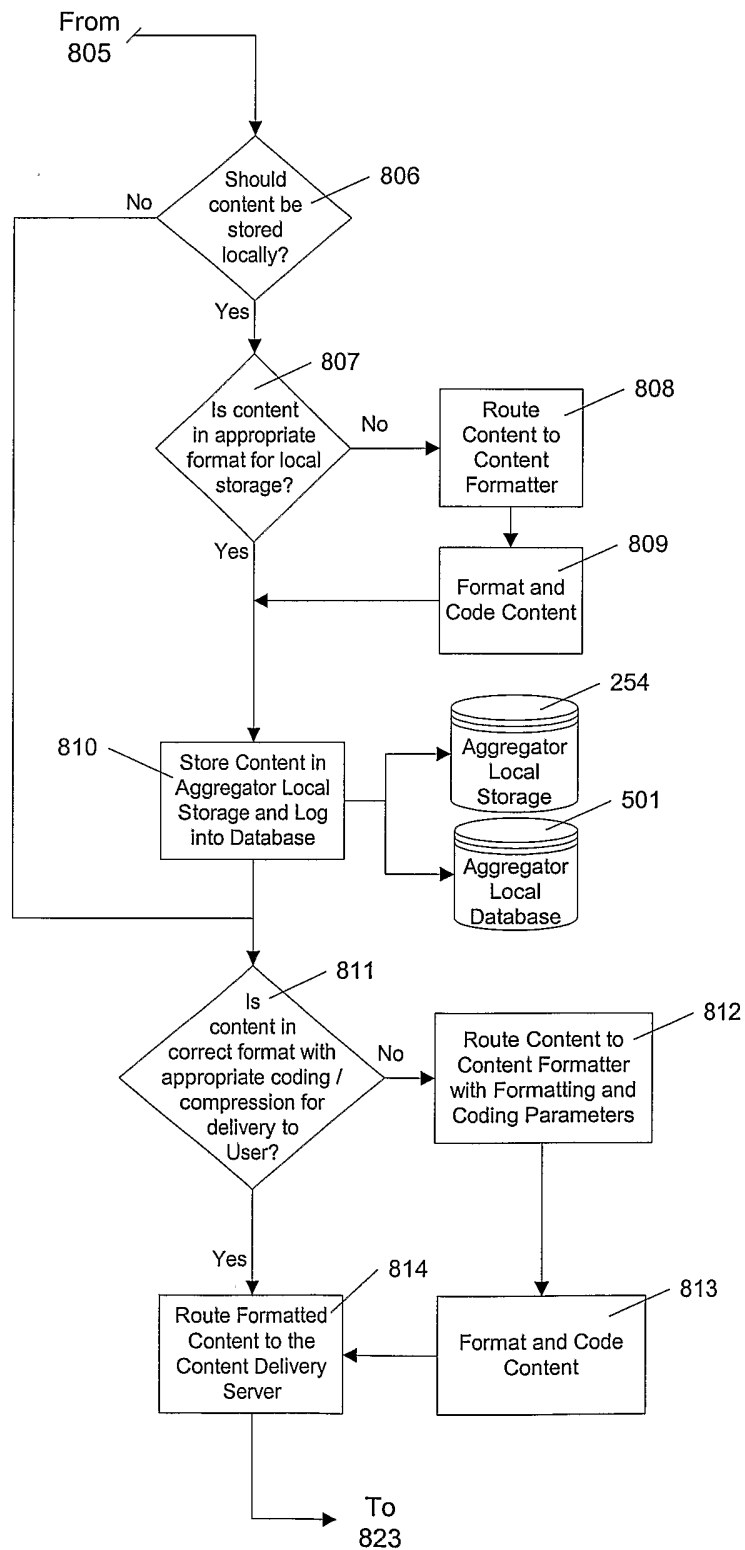 From
805
Should
content be
stored
locally?
806
No
Yes
807
Is content
in appropriate
format for local
storage?
No
Route
Content to
Content
Formatter
808
Yes
809
Format and
Code Content
254
Aggregator
Local
Storage
810
Store Content in
Aggregator Local
Storage and Log
into Database
501
Aggregator
Local
Database
811
Is
content in
correct format with
appropriate coding /
compression for
delivery to
User?
No
812
Route Content to
Content Formatter
with Formatting and
Coding Parameters
Yes
814
Route Formatted
Content to the
Content Delivery
Server
813
Format and Code
Content
To
823